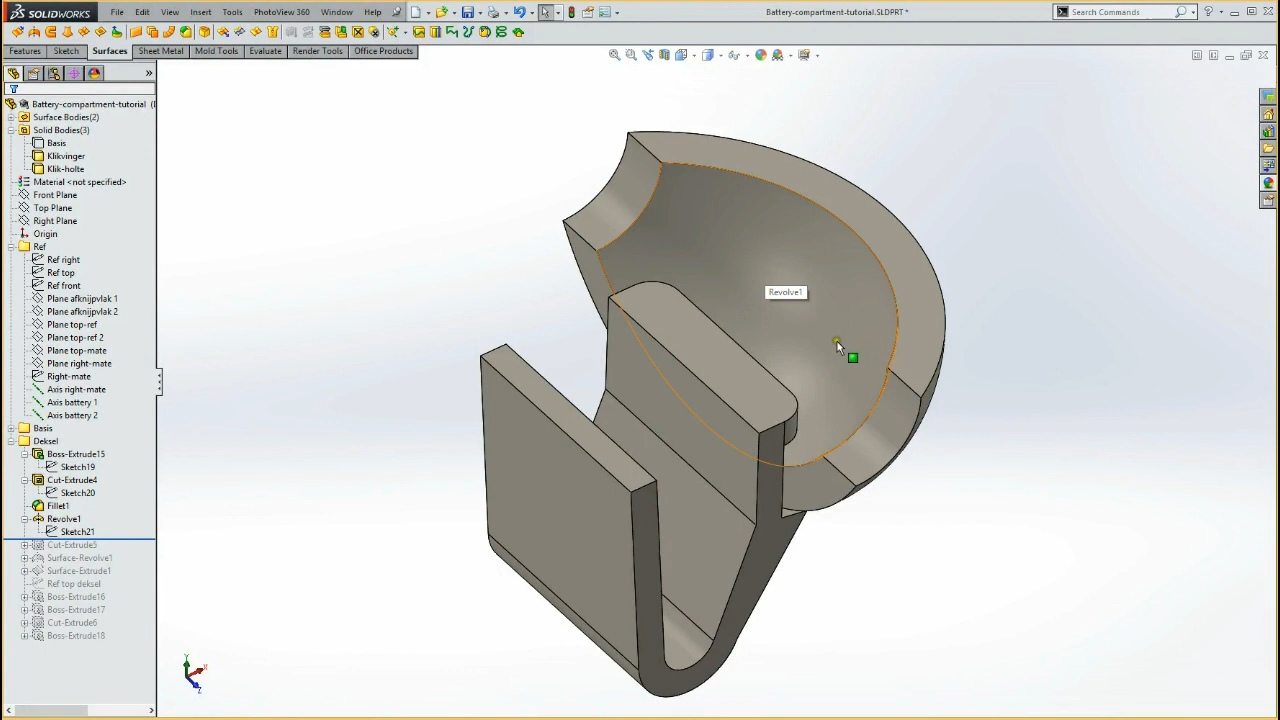 SOLIDWORKS File Edit View Insert Tools PhotoView 360 Window Help Battery-compartment-tutorial.SLDPRT * Search Commands
Features Sketch Surfaces Sheet Metal Mold Tools Evaluate Render Tools Office Products
Battery-compartment-tutorial (
Surface Bodies(2)
Solid Bodies(3)
Basis
Klikvinger
Klik-holte
Material <not specified>
Front Plane
Top Plane
Right Plane
Origin
Ref
Ref right
Ref top
Ref front
Plane afknijpvlak 1
Plane afknijpvlak 2
Plane top-ref
Plane top-ref 2
Plane top-mate
Plane right-mate
Right-mate
Axis right-mate
Axis battery 1
Axis battery 2
Basis
Deksel
Boss-Extrude15
Sketch19
Cut-Extrude4
Sketch20
Fillet1
Revolve1
Sketch21
Cut-Extrude5
Surface-Revolve1
Surface-Extrude1
Ref top deksel
Boss-Extrude16
Boss-Extrude17
Cut-Extrude6
Boss-Extrude18
Revolve1
Y
X
Z